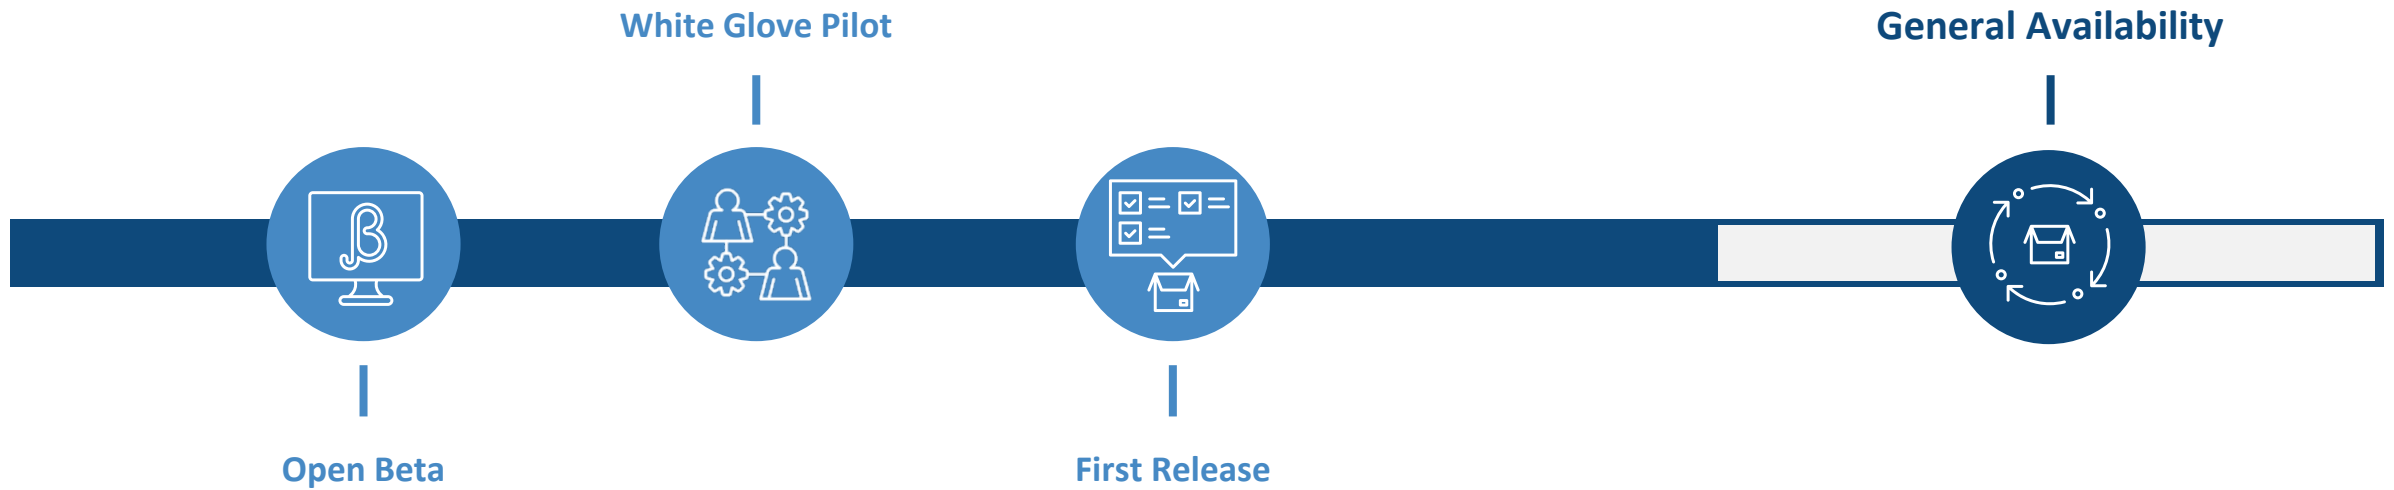 White Glove Pilot
General Availability
β
Open Beta
First Release